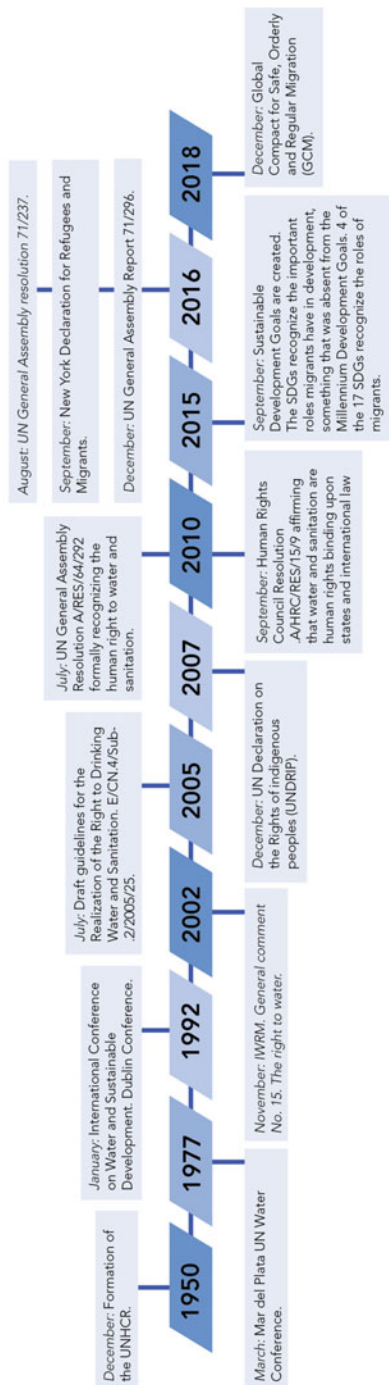 December: Formation of
the UNHCR.
January: International Conference
on Water and Sustainable
Development. Dublin Conference.
July: Draft guidelines for the
Realization of the Right to Drinking
Water and Sanitation. E/CN.4/Sub-
.2/2005/25.
July: UN General Assembly
Resolution A/RES/64/292
formally recognizing the
human right to water and
sanitation.
August: UN General Assembly resolution 71/237.
September: New York Declaration for Refugees and
Migrants.
December: UN General Assembly Report 71/296.
1950
1977
1992
2002
2005
2007
2010
2015
2016
2018
March: Mar del Plata UN Water
Conference.
November: IWRM. General comment
No. 15. The right to water.
December: UN Declaration on
the Rights of indigenous
peoples (UNDRIP).
September: Human Rights
Council Resolution
.A/HRC/RES/15/9 affirming
that water and sanitation are
human rights binding upon
states and international law
September: Sustainable
Development Goals are created.
The SDGs recognize the important
roles migrants have in development,
something that was absent from the
Millennium Development Goals. 4 of
the 17 SDGs recognize the roles of
migrants.
December: Global
Compact for Safe, Orderly
and Regular Migration
(GCM).